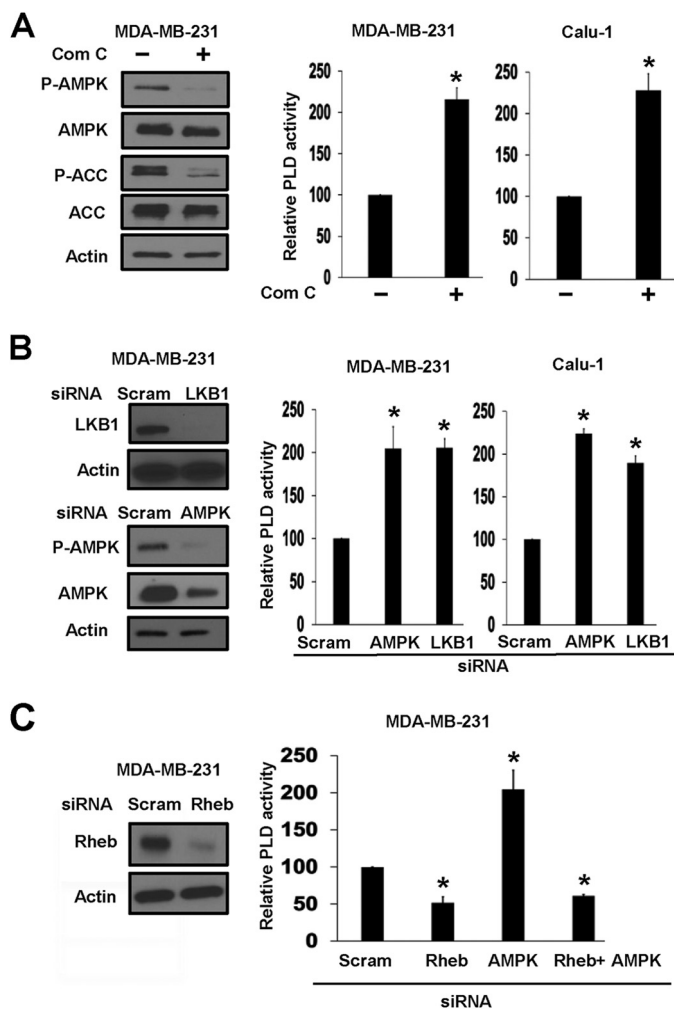 A
MDA-MB-231
Com C − +
P-AMPK
AMPK
P-ACC
ACC
Actin
MDA-MB-231
Relative PLD activity
250
200
150
100
50
0
Com C − +
Calu-1
250
200
150
100
50
0
− +
* *
B
MDA-MB-231
siRNA Scram LKB1
LKB1
Actin
siRNA Scram AMPK
P-AMPK
AMPK
Actin
MDA-MB-231
Relative PLD activity
250
200
150
100
50
0
* *
Scram AMPK LKB1
Calu-1
250
200
150
100
50
0
* *
Scram AMPK LKB1
siRNA
C
MDA-MB-231
siRNA Scram Rheb
Rheb
Actin
MDA-MB-231
Relative PLD activity
250
200
150
100
50
0
* * *
Scram Rheb AMPK Rheb+ AMPK
siRNA